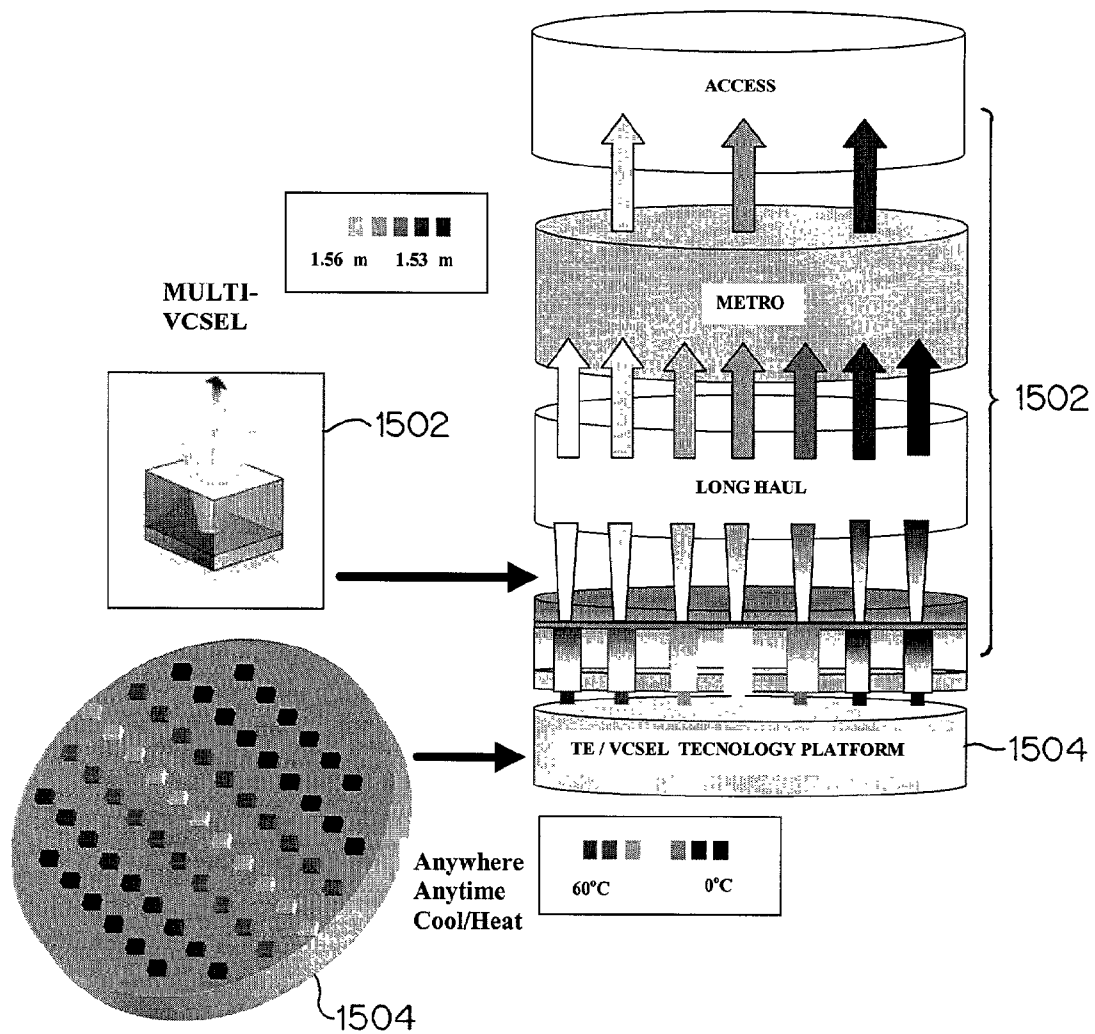 ACCESS
1.56 m 1.53 m
MULTI-
VCSEL
METRO
1502
1502
LONG HAUL
TE / VCSEL TECNOLOGY PLATFORM
1504
Anywhere
Anytime
Cool/Heat
60°C 0°C
1504